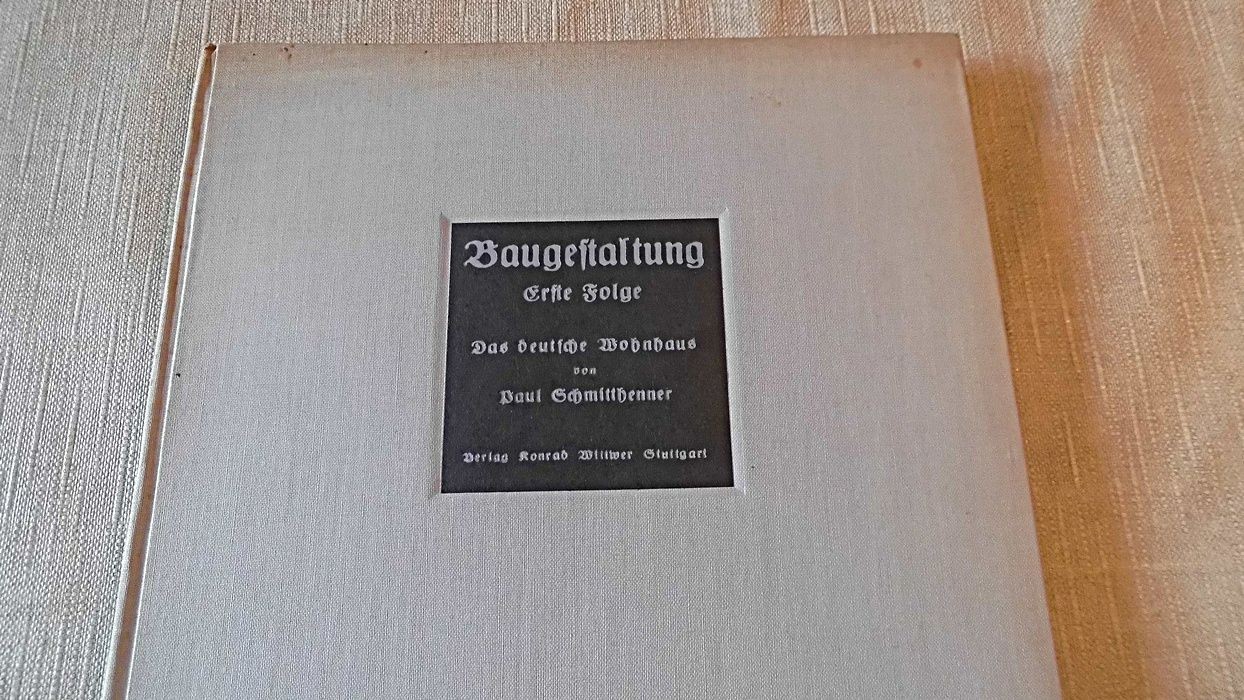 Baugeſtaltung
Erſte Folge
Das deutſche Wohnhaus
von
Paul Schmitthenner
Verlag Konrad Wittwer Stuttgart